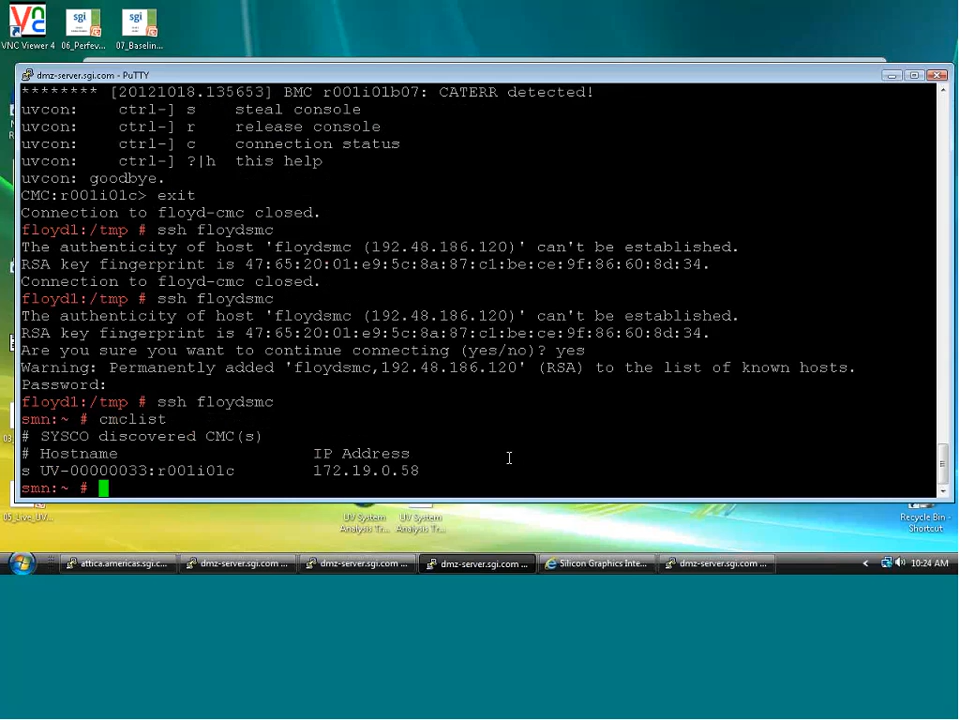 sgi
sgi
VNC Viewer 4
06_Perfev...
07_Baselin...
dmz-server.sgi.com - PuTTY
******** [20121018.135653] BMC r001i01b07: CATERR detected!
uvcon:     ctrl-] s    steal console
uvcon:     ctrl-] r    release console
uvcon:     ctrl-] c    connection status
uvcon:     ctrl-] ?|h  this help
uvcon: goodbye.
CMC:r001i01c> exit
Connection to floyd-cmc closed.
floyd1:/tmp # ssh floydsmc
The authenticity of host 'floydsmc (192.48.186.120)' can't be established.
RSA key fingerprint is 47:65:20:01:e9:5c:8a:87:c1:be:ce:9f:86:60:8d:34.
Connection to floyd-cmc closed.
floyd1:/tmp # ssh floydsmc
The authenticity of host 'floydsmc (192.48.186.120)' can't be established.
RSA key fingerprint is 47:65:20:01:e9:5c:8a:87:c1:be:ce:9f:86:60:8d:34.
Are you sure you want to continue connecting (yes/no)? yes
Warning: Permanently added 'floydsmc,192.48.186.120' (RSA) to the list of known hosts.
Password:
floyd1:/tmp # ssh floydsmc
smn:~ # cmclist
# SYSCO discovered CMC(s)
# Hostname                    IP Address
s UV-00000033:r001i01c        172.19.0.58
smn:~ #
05_Live_UV...
UV System Analysis Tr...
UV System Analysis Tr...
Recycle Bin - Shortcut
attica.americas.sgi.c...
dmz-server.sgi.com ...
dmz-server.sgi.com ...
dmz-server.sgi.com ...
Silicon Graphics Inte...
dmz-server.sgi.com ...
10:24 AM